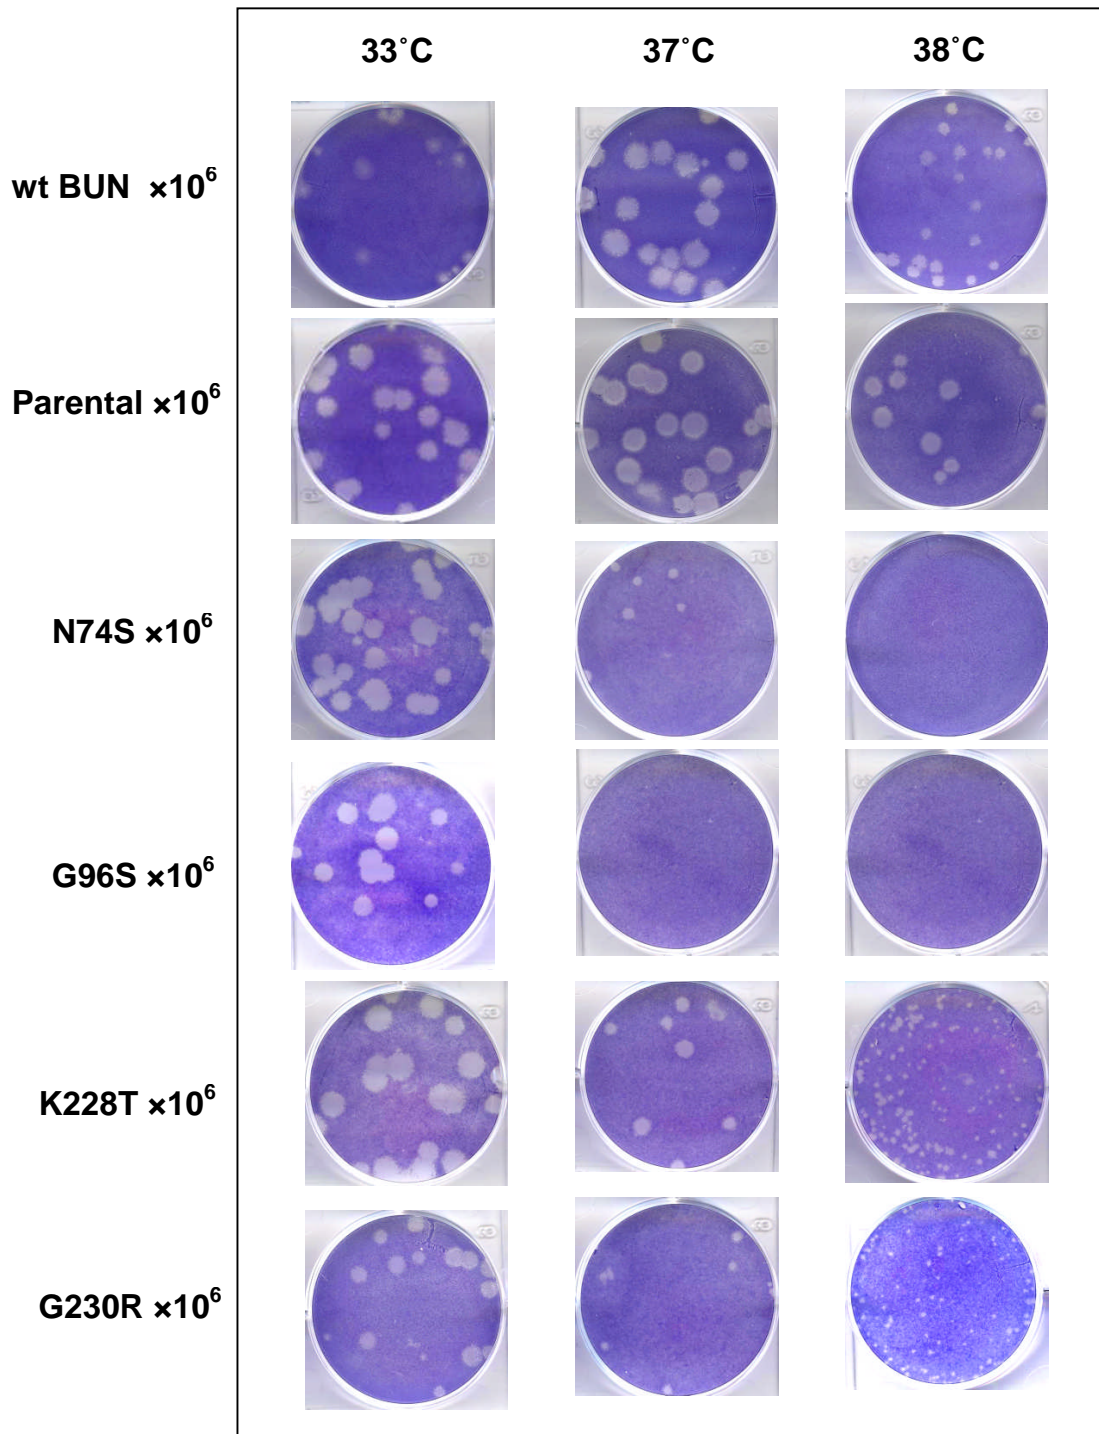 33˚C 37˚C 38˚C
wt BUN ×10⁶
Parental ×10⁶
N74S ×10⁶
G96S ×10⁶
K228T ×10⁶
G230R ×10⁶